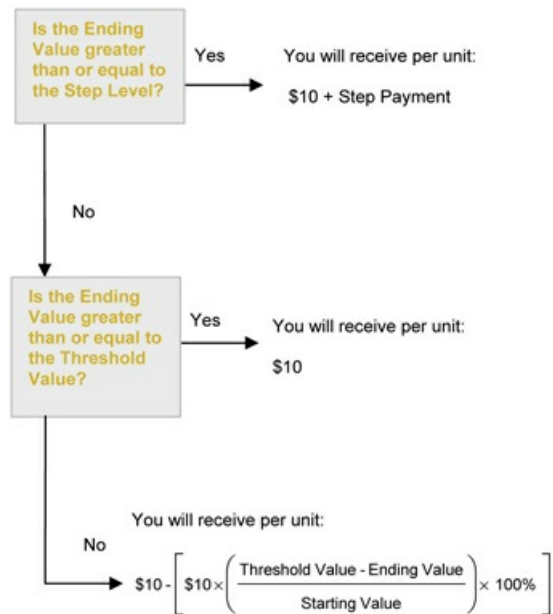 Is the Ending
Value greater
than or equal to
the Step Level?
Yes
You will receive per unit:
$10 + Step Payment
No
Is the Ending
Value greater
than or equal to
the Threshold
Value?
Yes
You will receive per unit:
$10
No
You will receive per unit:
$10 - [ $10 × ( Threshold Value - Ending Value / Starting Value ) × 100% ]